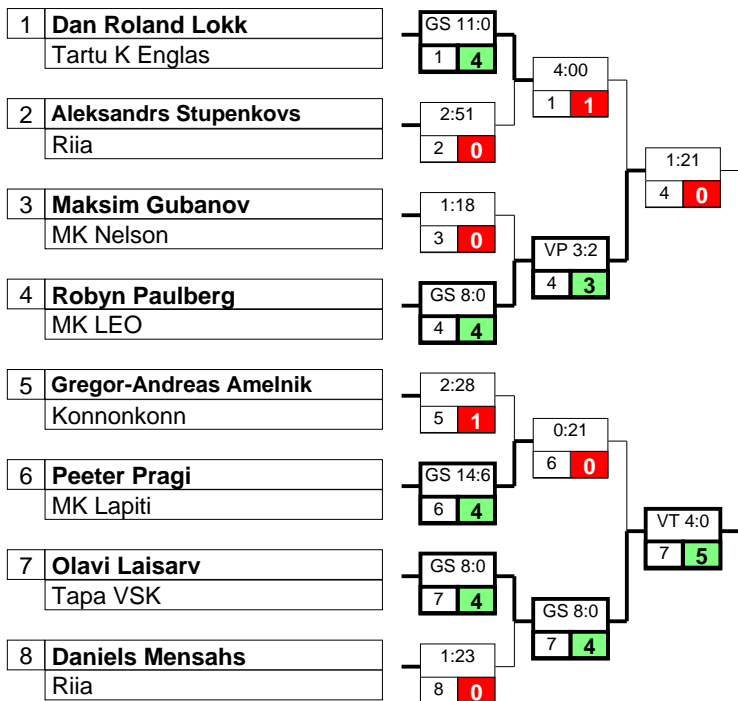 1 Dan Roland Lokk
Tartu K Englas
2 Aleksandrs Stupenkovs
Riia
3 Maksim Gubanov
MK Nelson
4 Robyn Paulberg
MK LEO
5 Gregor-Andreas Amelnik
Konnonkonn
6 Peeter Pragi
MK Lapiti
7 Olavi Laisarv
Tapa VSK
8 Daniels Mensahs
Riia
GS 11:0
1 4
2:51
2 0
1:18
3 0
GS 8:0
4 4
2:28
5 1
GS 14:6
6 4
GS 8:0
7 4
1:23
8 0
4:00
1 1
VP 3:2
4 3
0:21
6 0
GS 8:0
7 4
1:21
4 0
VT 4:0
7 5